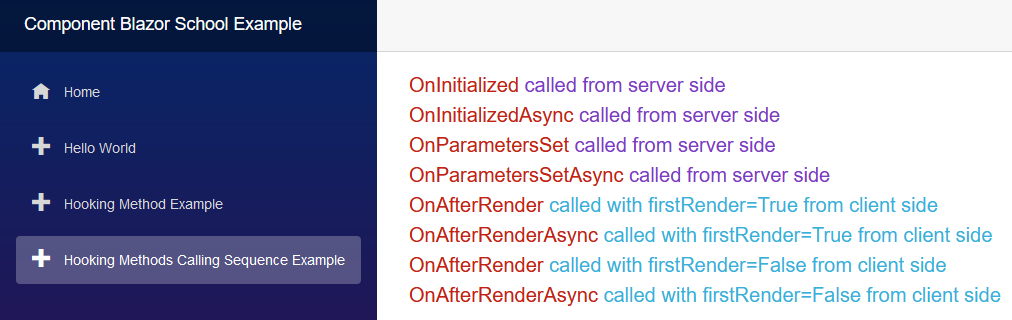 Component Blazor School Example
Home
Hello World
Hooking Method Example
Hooking Methods Calling Sequence Example
OnInitialized called from server side
OnInitializedAsync called from server side
OnParametersSet called from server side
OnParametersSetAsync called from server side
OnAfterRender called with firstRender=True from client side
OnAfterRenderAsync called with firstRender=True from client side
OnAfterRender called with firstRender=False from client side
OnAfterRenderAsync called with firstRender=False from client side